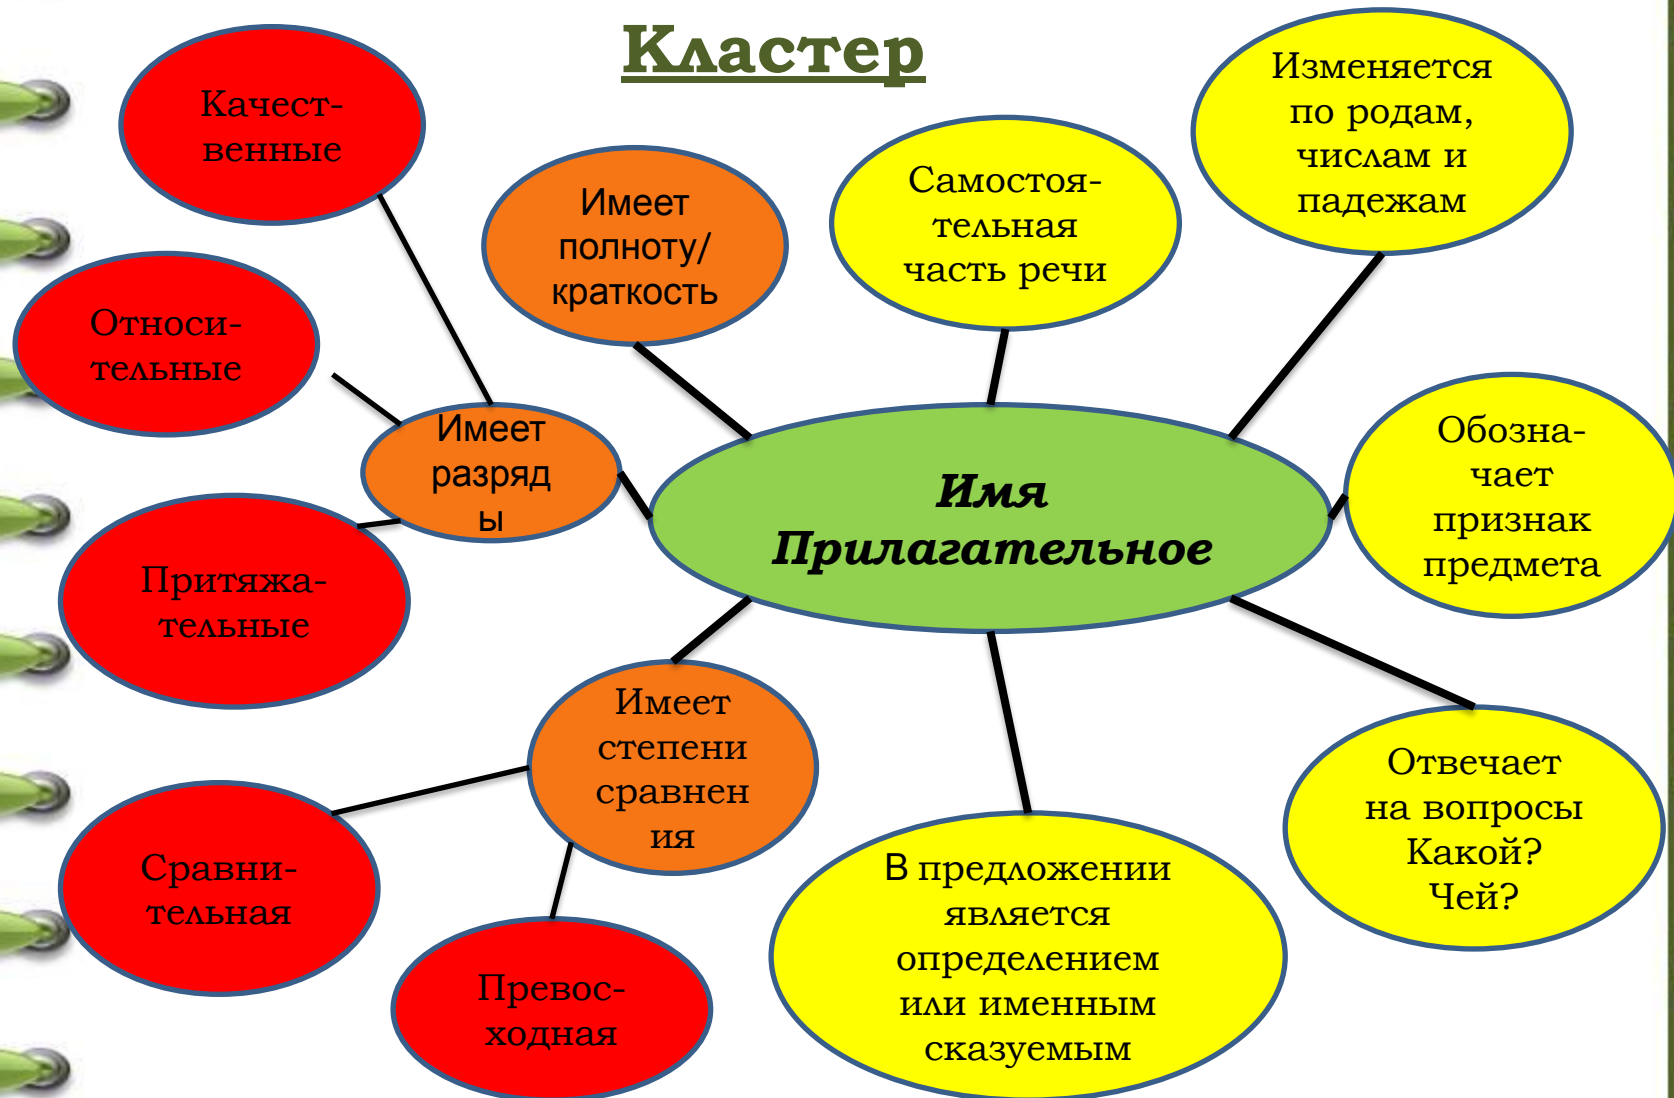 Кластер
Качест-
венные
Имеет
полноту/
краткость
Самостоя-
тельная
часть речи
Изменяется
по родам,
числам и
падежам
Относи-
тельные
Имеет
разряд
ы
Имя
Прилагательное
Обозна-
чает
признак
предмета
Притяжа-
тельные
Имеет
степени
сравнен
ия
Отвечает
на вопросы
Какой?
Чей?
Сравни-
тельная
Превос-
ходная
В предложении
является
определением
или именным
сказуемым